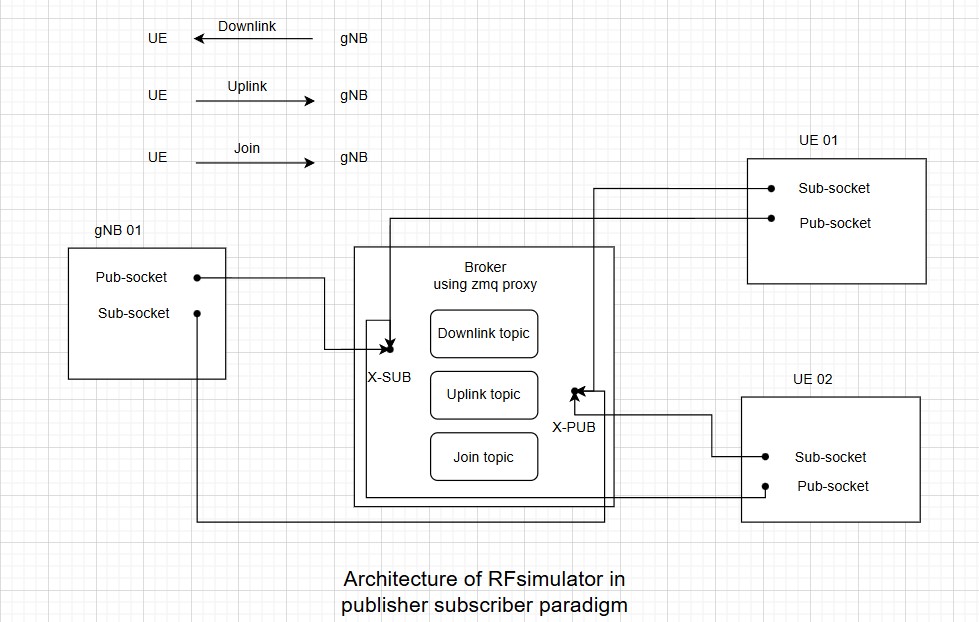 Downlink
UE gNB
Uplink
UE gNB
Join
UE gNB
UE 01
Sub-socket
Pub-socket
gNB 01
Pub-socket
Sub-socket
Broker
using zmq proxy
Downlink topic
X-SUB
Uplink topic
X-PUB
Join topic
UE 02
Sub-socket
Pub-socket
Architecture of RFsimulator in
publisher subscriber paradigm